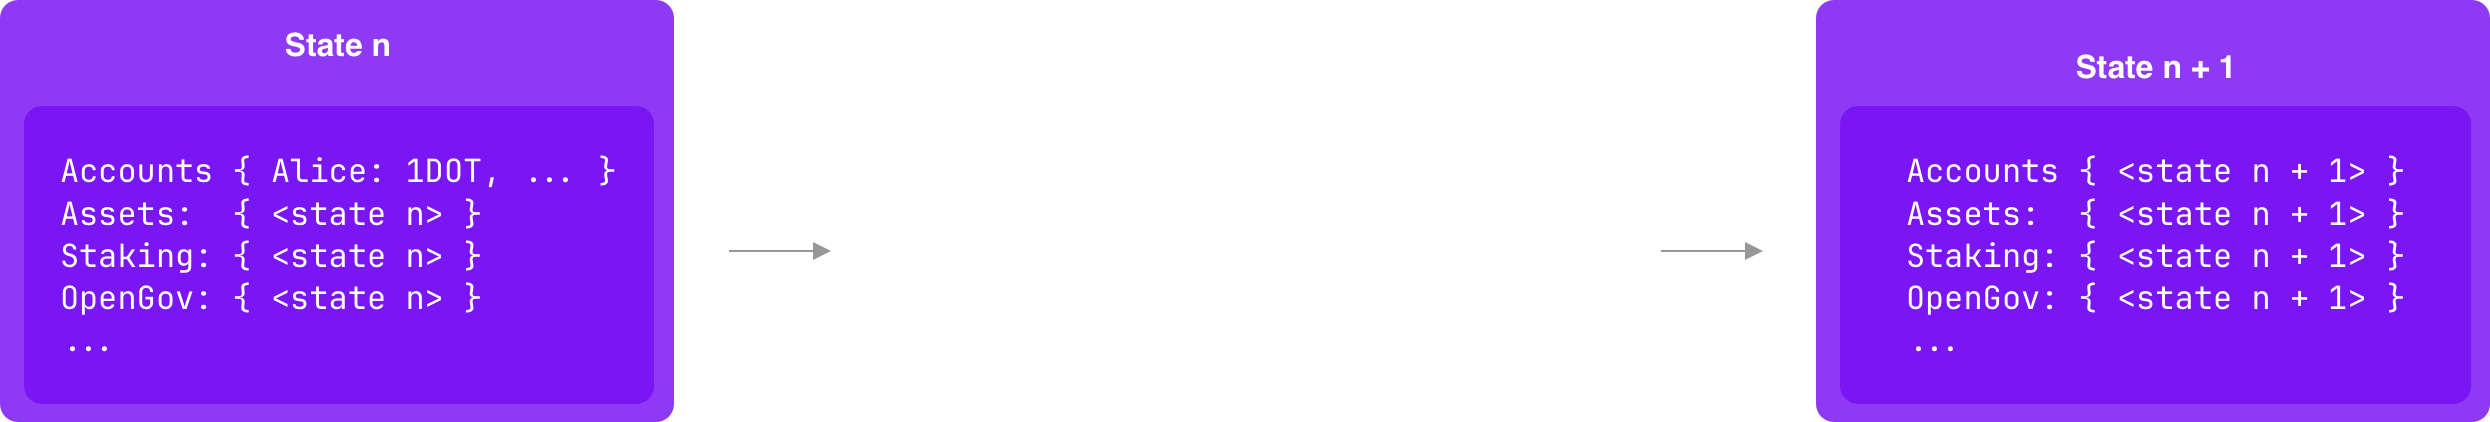 State n
Accounts { Alice: 1DOT, ... }
Assets:  { <state n> }
Staking: { <state n> }
OpenGov: { <state n> }
...
State n + 1
Accounts { <state n + 1> }
Assets:  { <state n + 1> }
Staking: { <state n + 1> }
OpenGov: { <state n + 1> }
...